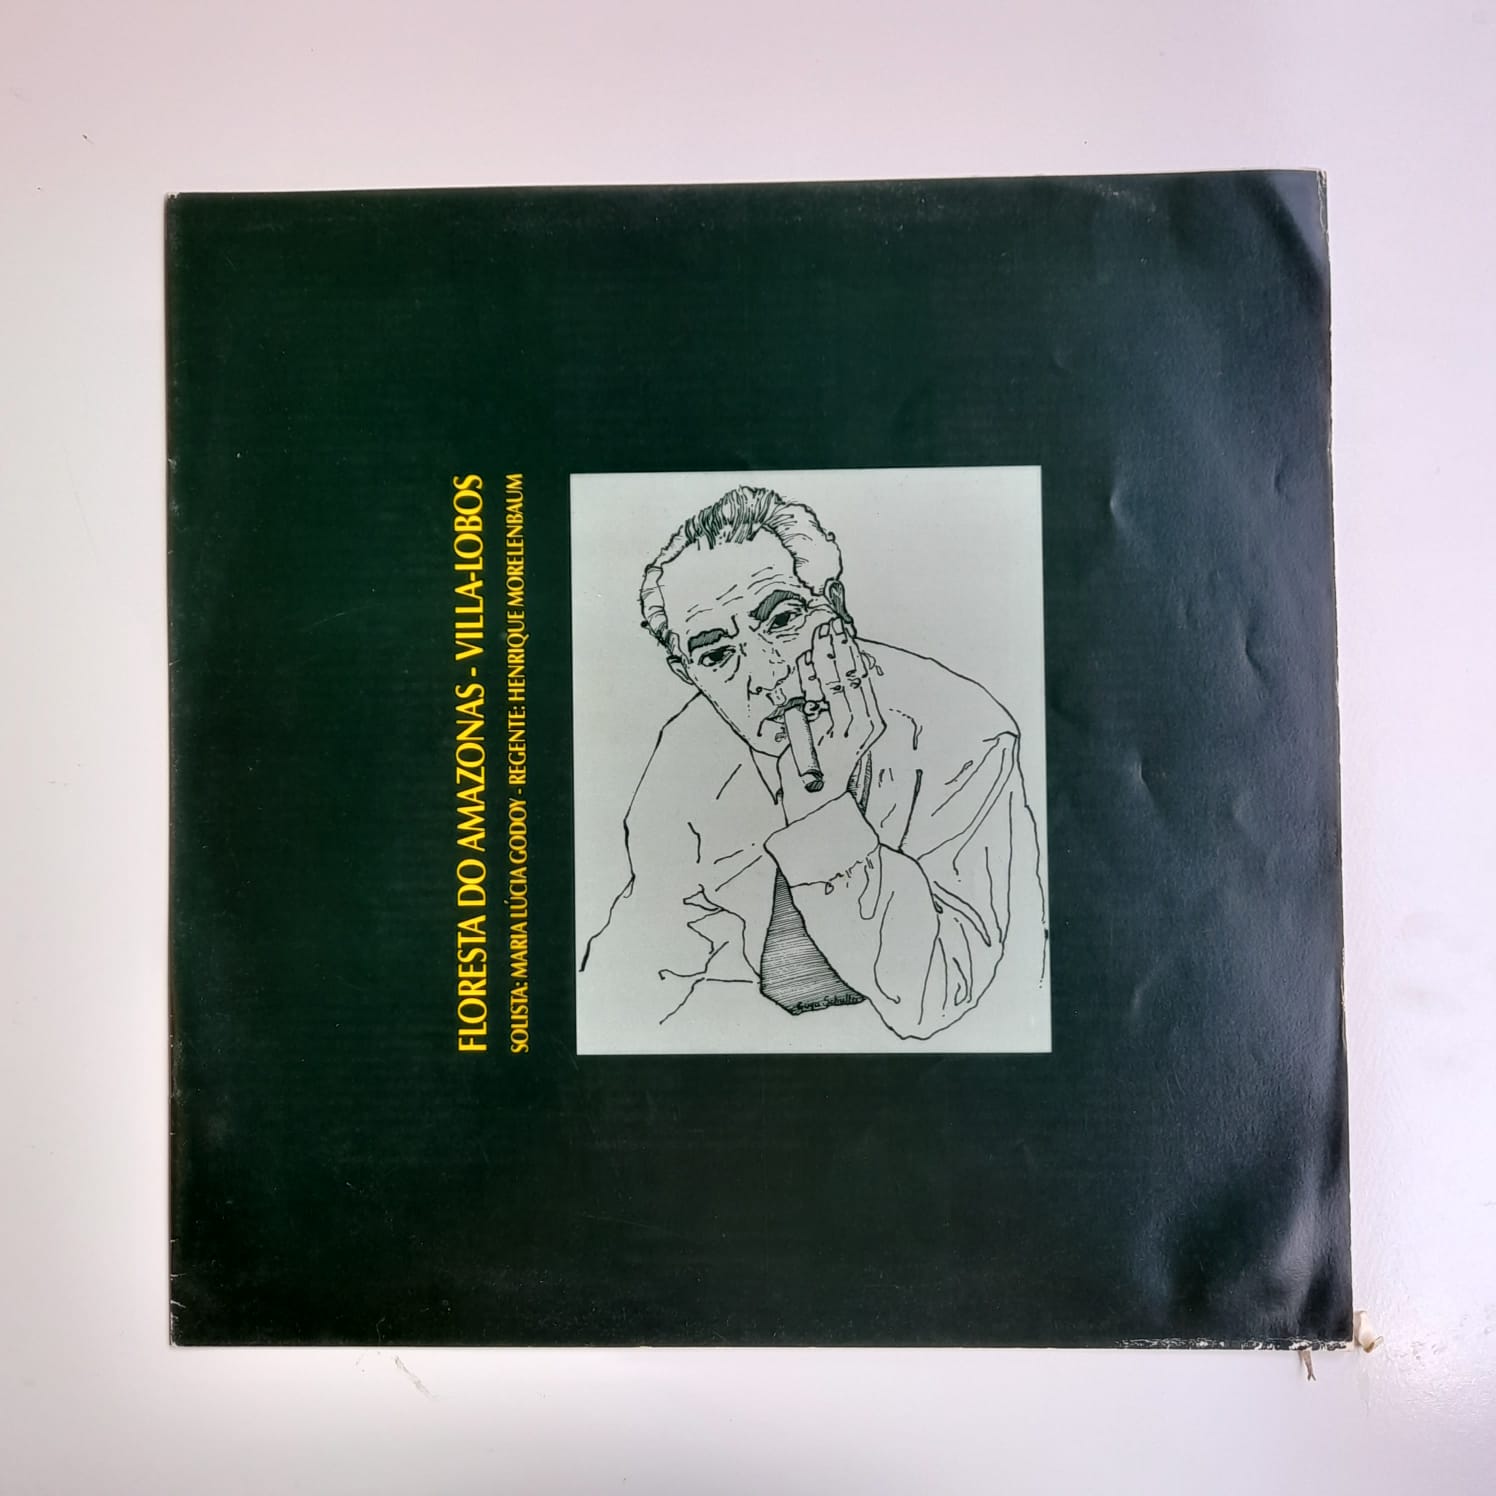 FLORESTA DO AMAZONAS - VILLA-LOBOS
SOLISTA: MARIA LÚCIA GODOY - REGENTE: HENRIQUE MORELENBAUM